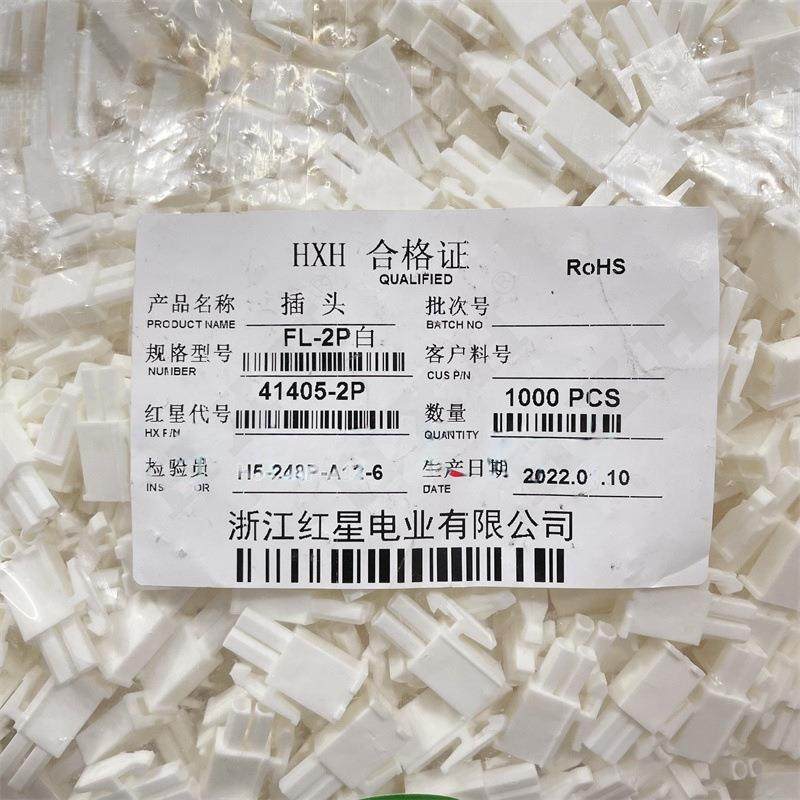 HXH 合格证
QUALIFIED
RoHS
产品名称 插 头
PRODUCT NAME
批次号
BATCH NO
规格型号 FL-2P白
NUMBER
客户料号
CUS P/N
红星代号 41405-2P
HX P/N
数量 1000 PCS
QUANTITY
检验员
生产日期
DATE
浙江红星电业有限公司